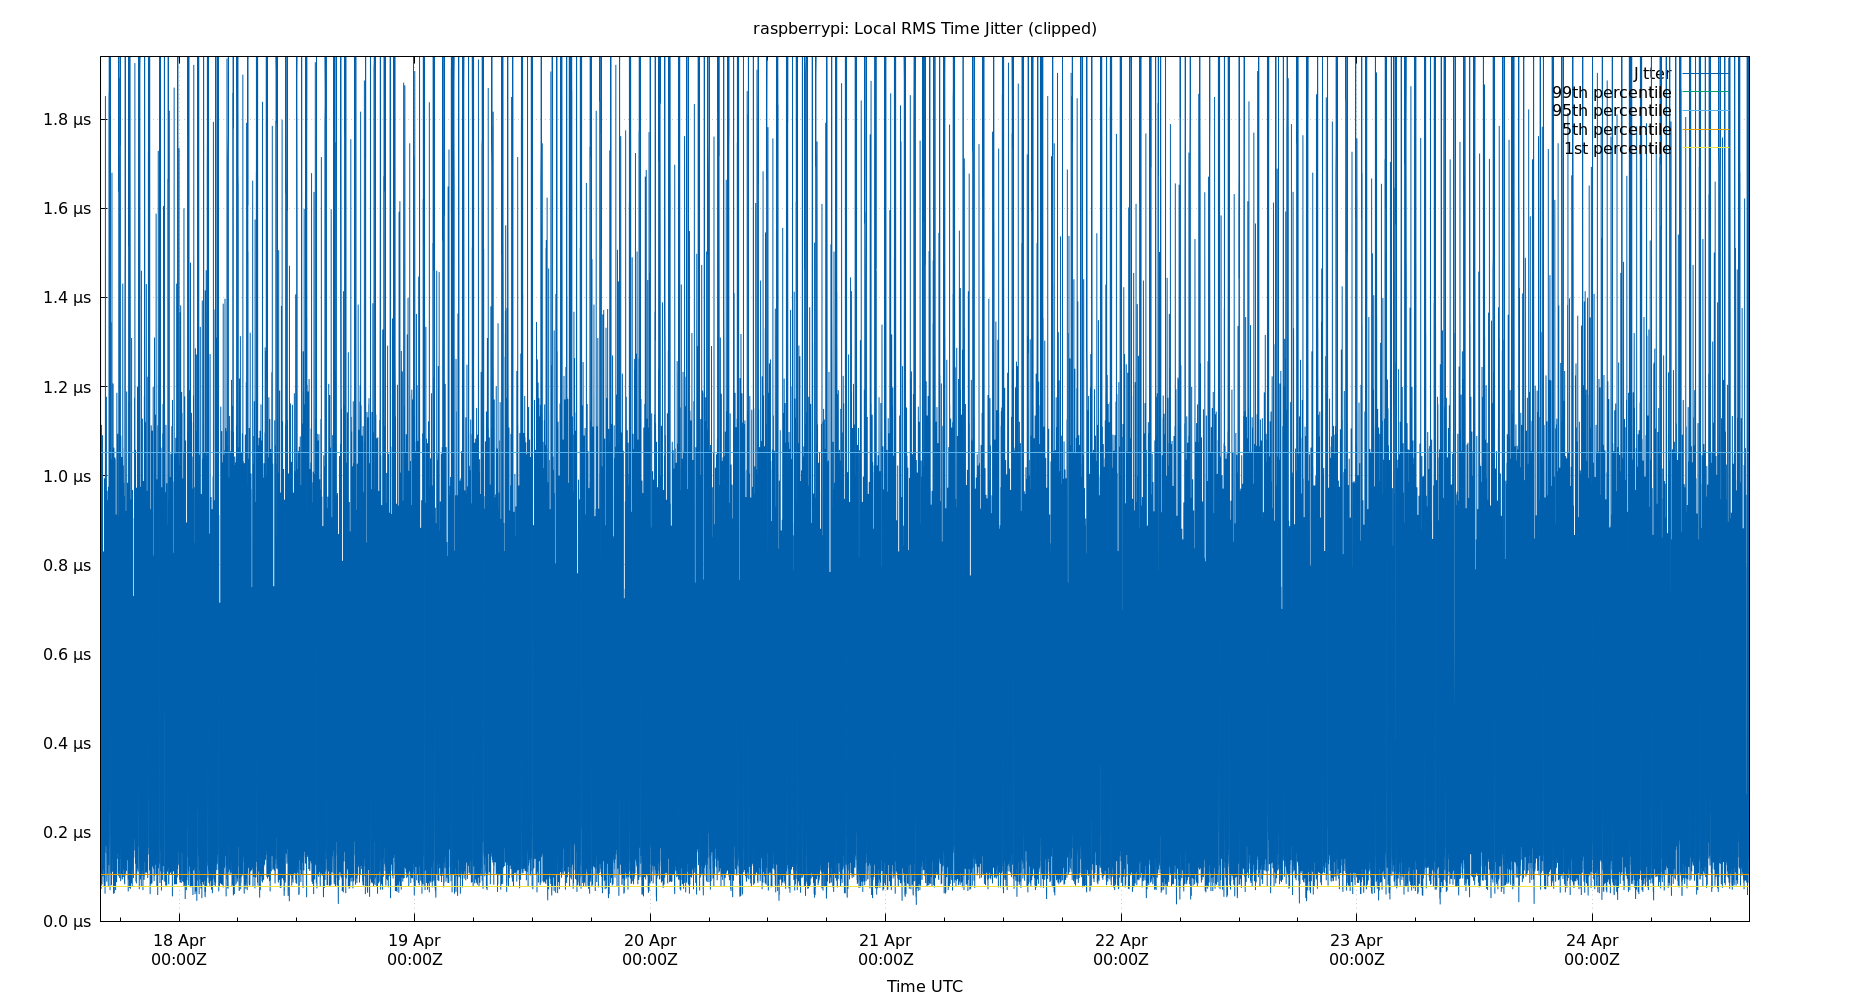 raspberrypi: Local RMS Time Jitter (clipped)
Jitter
99th percentile
95th percentile
5th percentile
1st percentile
1.8 µs
1.6 µs
1.4 µs
1.2 µs
1.0 µs
0.8 µs
0.6 µs
0.4 µs
0.2 µs
0.0 µs
18 Apr 19 Apr 20 Apr 21 Apr 22 Apr 23 Apr 24 Apr
00:00Z 00:00Z 00:00Z 00:00Z 00:00Z 00:00Z 00:00Z
Time UTC